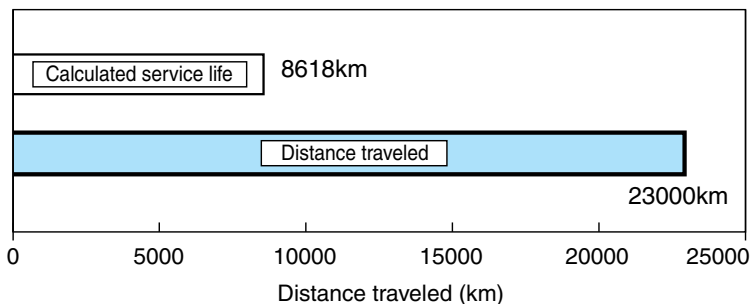 Calculated service life
8618km
Distance traveled
23000km
0 5000 10000 15000 20000 25000
Distance traveled (km)